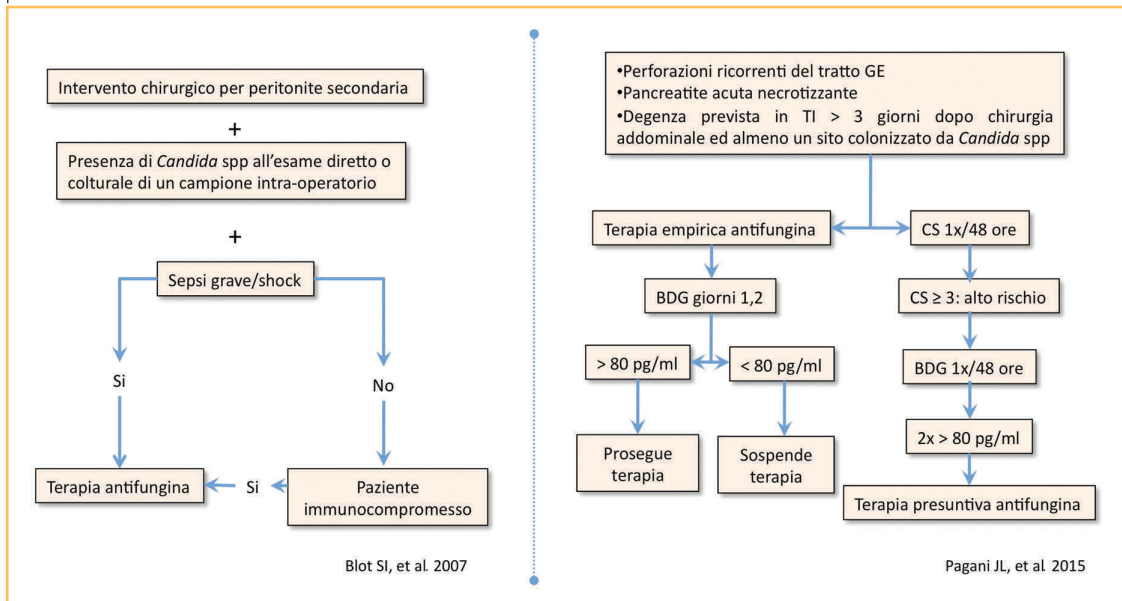 Intervento chirurgico per peritonite secondaria
+
Presenza di Candida spp all'esame diretto o
colturale di un campione intra-operatorio
+
Sepsi grave/shock
Si
No
Terapia antifungina
Si
Paziente
immunocompromesso
Blot SI, et al. 2007
•Perforazioni ricorrenti del tratto GE
•Pancreatite acuta necrotizzante
•Degenza prevista in TI > 3 giorni dopo chirurgia
addominale ed almeno un sito colonizzato da Candida spp
Terapia empirica antifungina
CS 1x/48 ore
BDG giorni 1,2
CS ≥ 3: alto rischio
> 80 pg/ml
< 80 pg/ml
BDG 1x/48 ore
Prosegue
terapia
Sospende
terapia
2x > 80 pg/ml
Terapia presuntiva antifungina
Pagani JL, et al. 2015